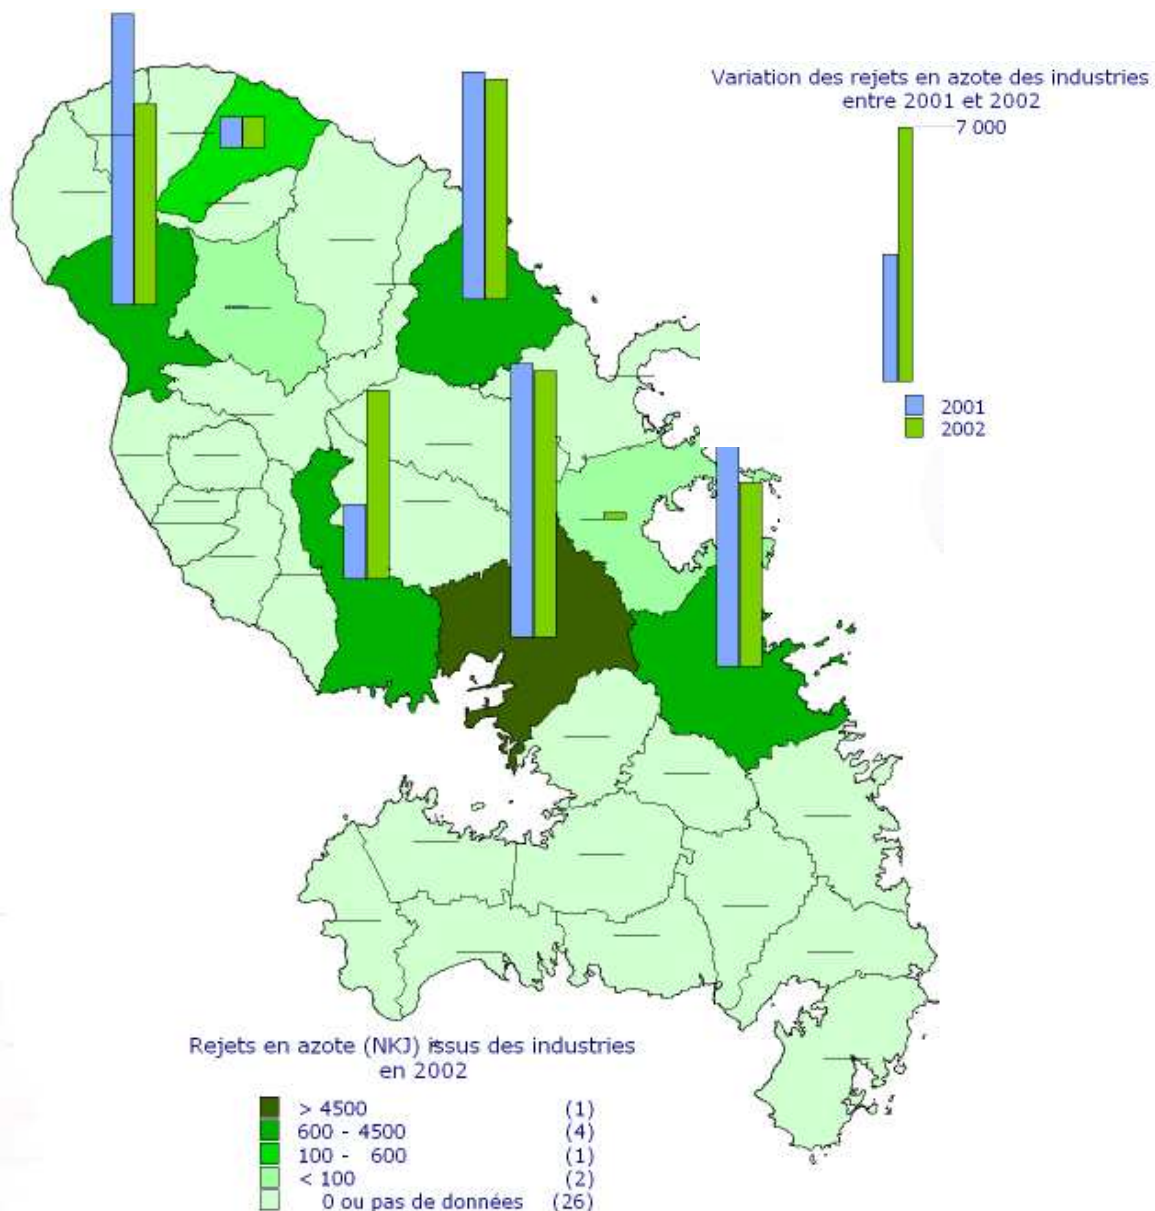 Variation des rejets en azote des industries
entre 2001 et 2002
7 000
2001
2002
Rejets en azote (NKJ) issus des industries
en 2002
> 4500 (1)
600 - 4500 (4)
100 - 600 (1)
< 100 (2)
0 ou pas de données (26)